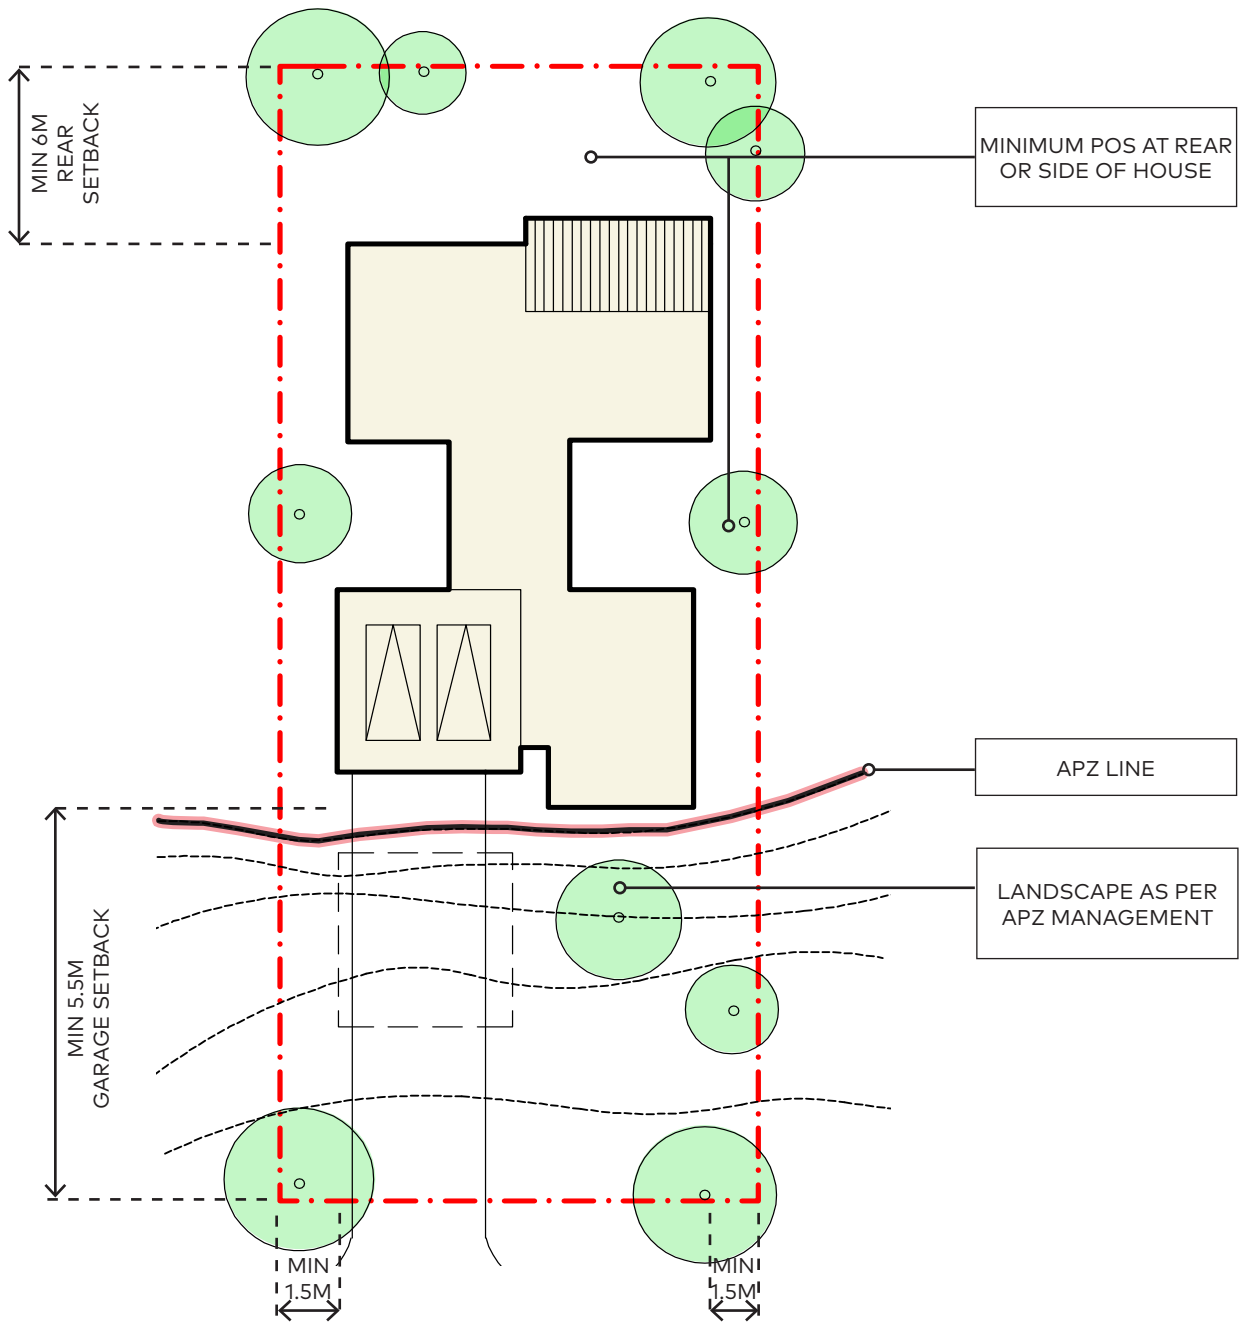 MIN 6M
REAR
SETBACK
MINIMUM POS AT REAR
OR SIDE OF HOUSE
APZ LINE
LANDSCAPE AS PER
APZ MANAGEMENT
MIN 5.5M
GARAGE SETBACK
MIN
1.5M
MIN
1.5M